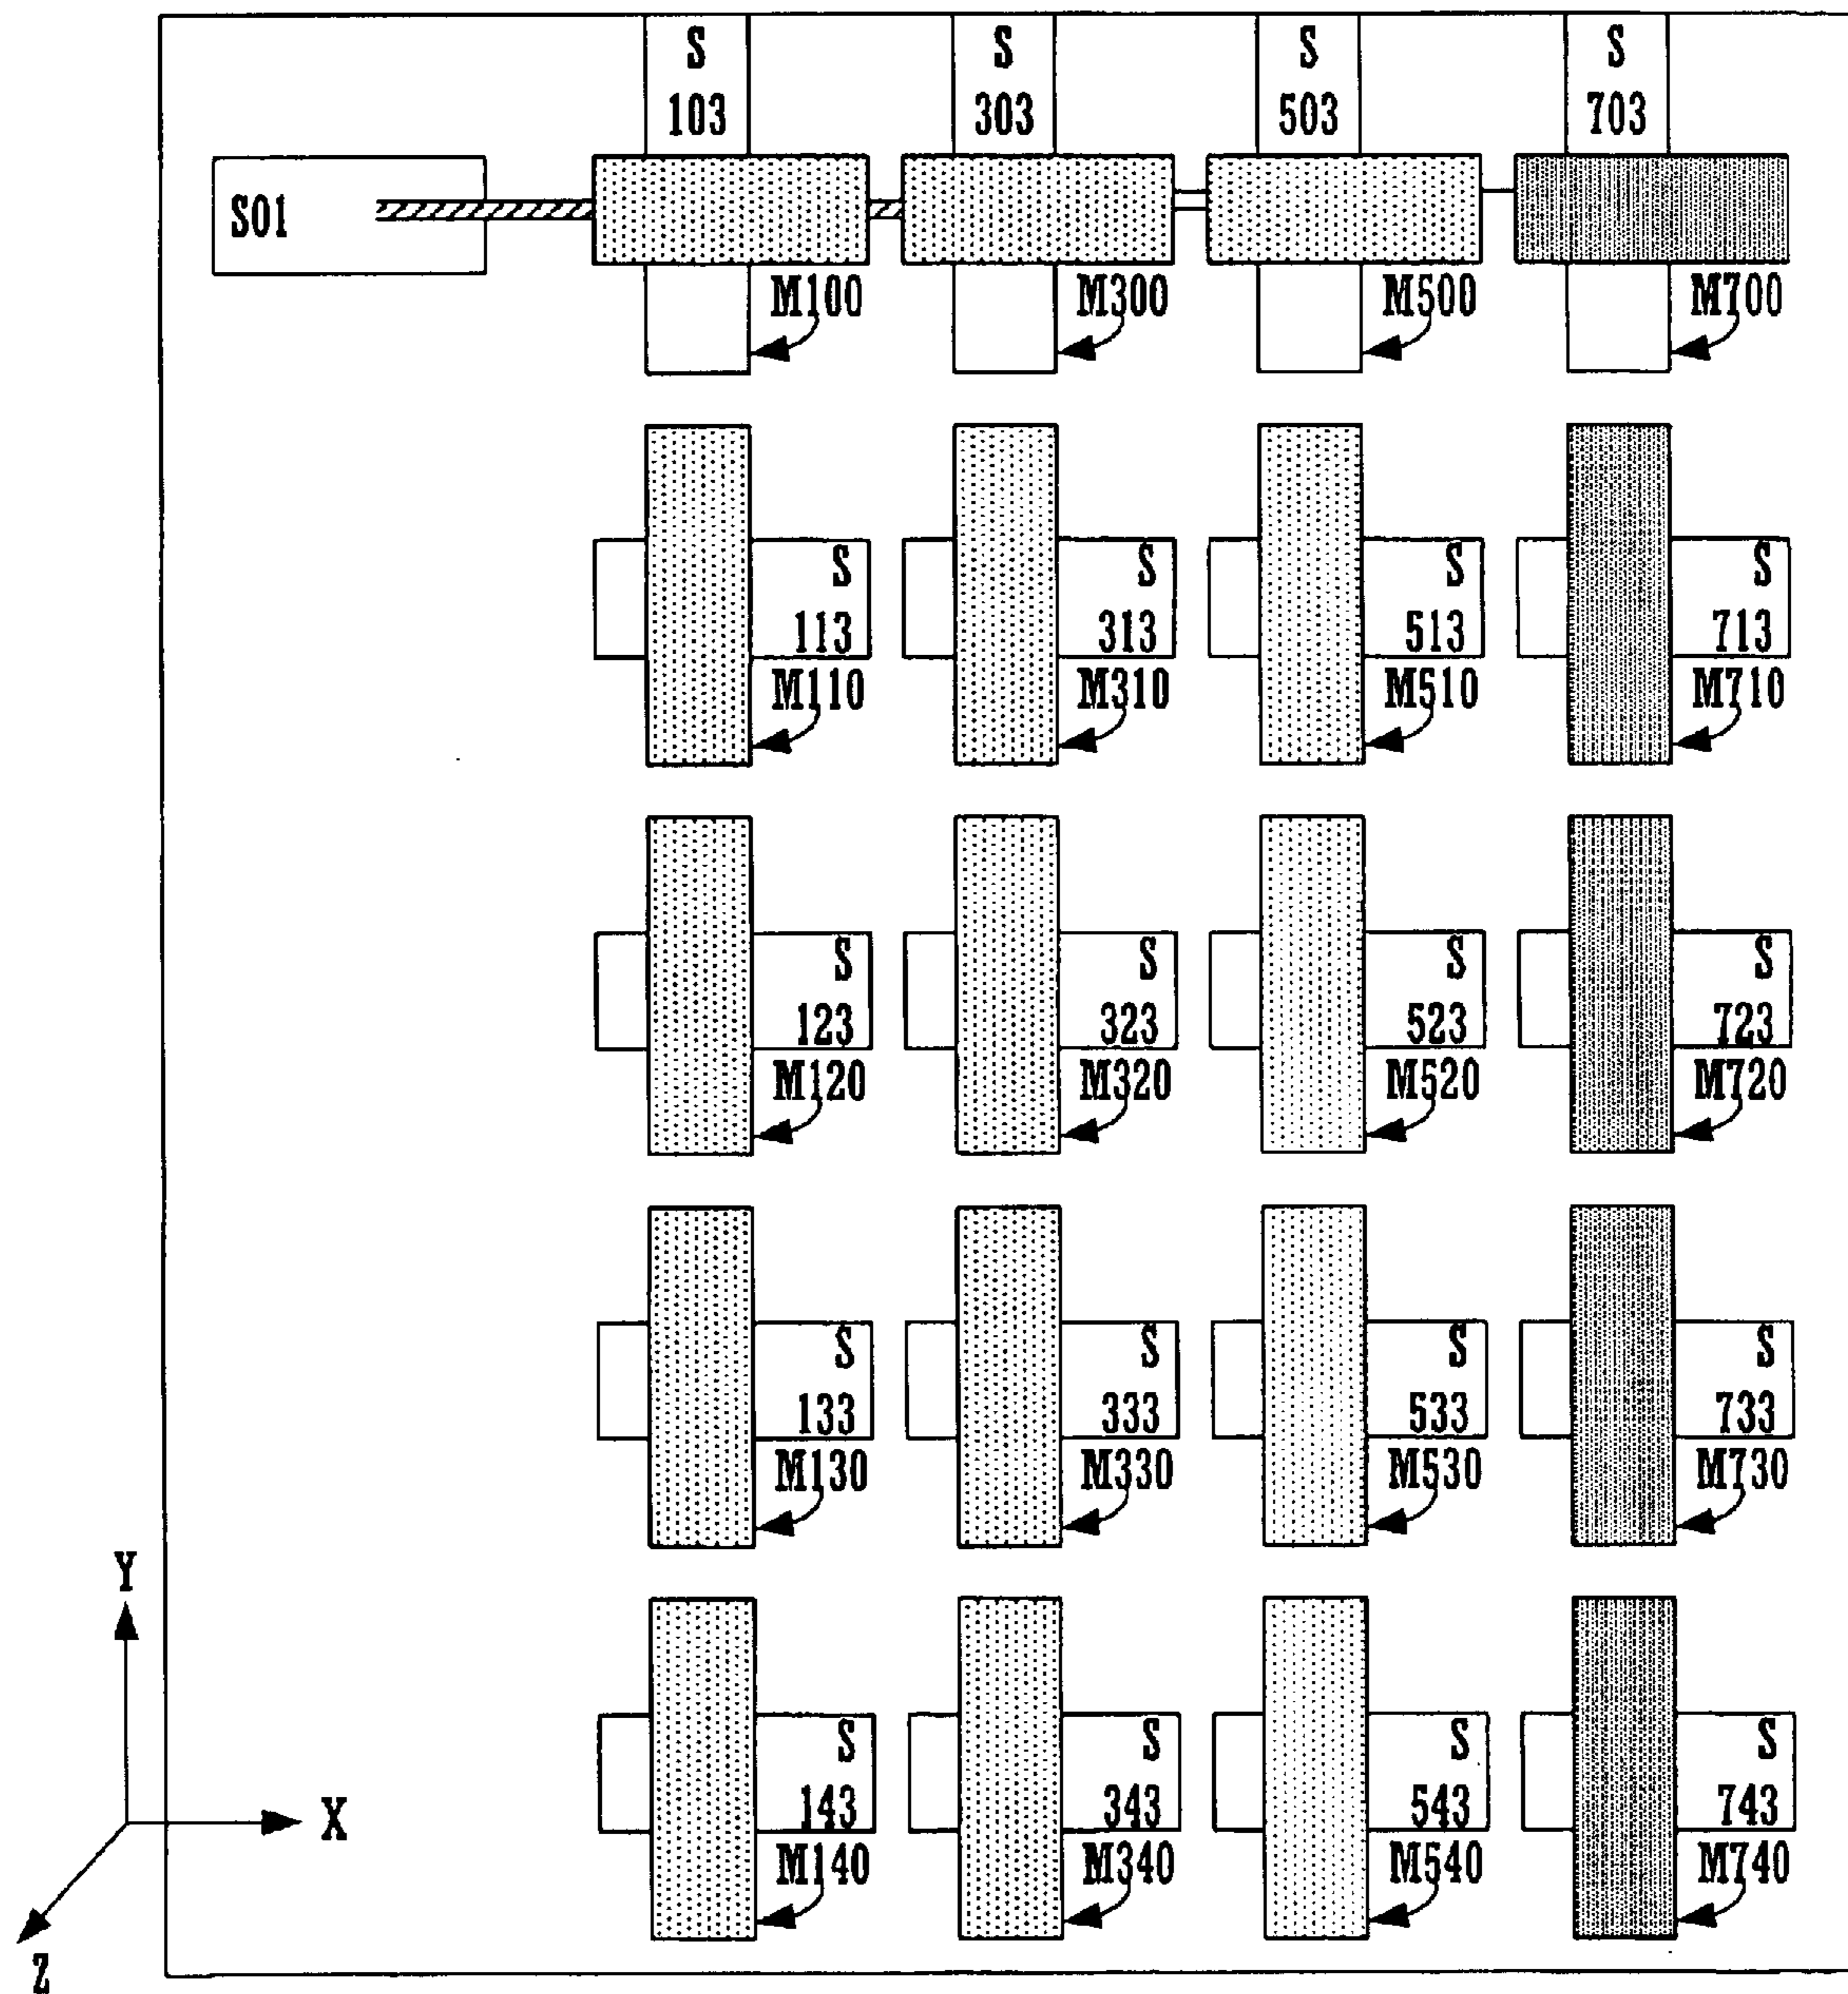 S S S S
103 303 503 703
S01
M100 M300 M500 M700
S S S S
113 313 513 713
M110 M310 M510 M710
S S S S
123 323 523 723
M120 M320 M520 M720
S S S S
133 333 533 733
M130 M330 M530 M730
Y
S S S S
143 343 543 743
X
M140 M340 M540 M740
Z